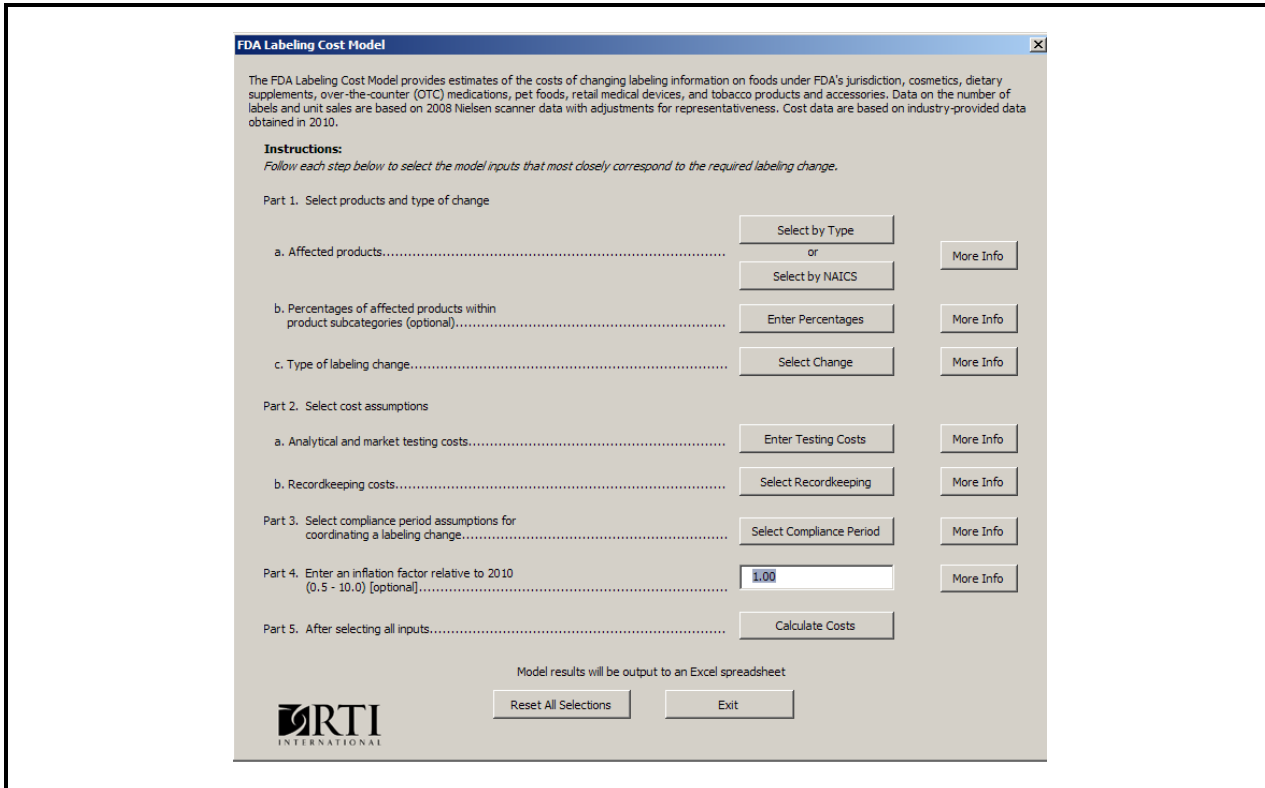 FDA Labeling Cost Model
The FDA Labeling Cost Model provides estimates of the costs of changing labeling information on foods under FDA's jurisdiction, cosmetics, dietary
supplements, over-the-counter (OTC) medications, pet foods, retail medical devices, and tobacco products and accessories. Data on the number of
labels and unit sales are based on 2008 Nielsen scanner data with adjustments for representativeness. Cost data are based on industry-provided data
obtained in 2010.
Instructions:
Follow each step below to select the model inputs that most closely correspond to the required labeling change.
Part 1. Select products and type of change
Select by Type
a. Affected products
or
More Info
Select by NAICS
b. Percentages of affected products within
product subcategories (optional)
Enter Percentages
More Info
c. Type of labeling change
Select Change
More Info
Part 2. Select cost assumptions
a. Analytical and market testing costs
Enter Testing Costs
More Info
b. Recordkeeping costs
Select Recordkeeping
More Info
Part 3. Select compliance period assumptions for
coordinating a labeling change
Select Compliance Period
More Info
Part 4. Enter an inflation factor relative to 2010
(0.5 - 10.0) [optional]
1.00
More Info
Part 5. After selecting all inputs
Calculate Costs
Model results will be output to an Excel spreadsheet
Reset All Selections
Exit
RTI
INTERNATIONAL